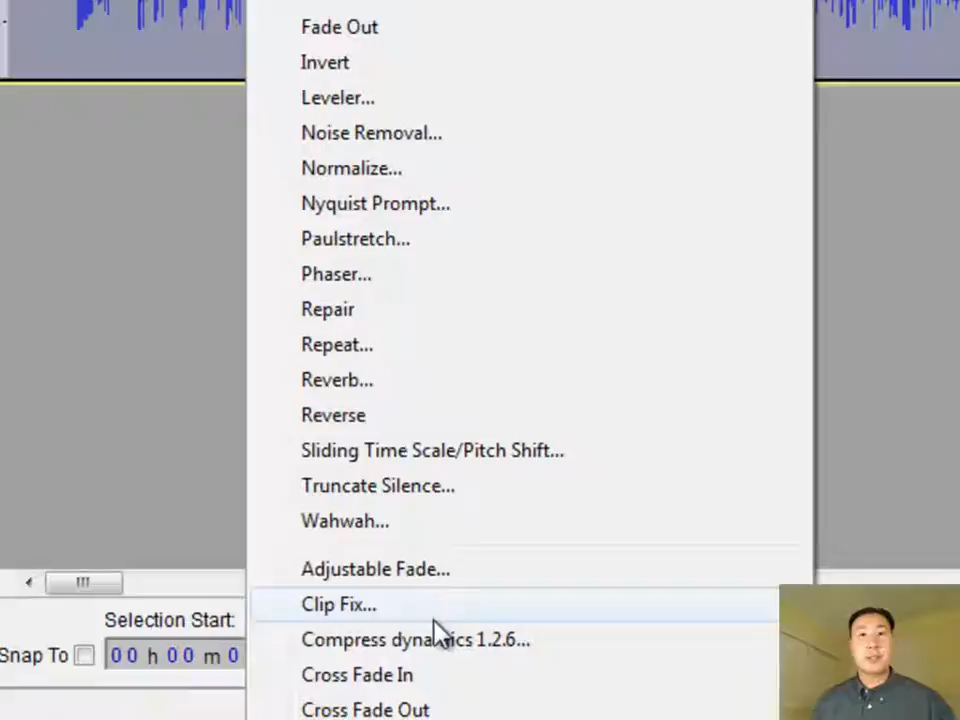 Fade Out
Invert
Leveler...
Noise Removal...
Normalize...
Nyquist Prompt...
Paulstretch...
Phaser...
Repair
Repeat...
Reverb...
Reverse
Sliding Time Scale/Pitch Shift...
Truncate Silence...
Wahwah...
Adjustable Fade...
Clip Fix...
Compress dynamics 1.2.6...
Cross Fade In
Cross Fade Out
Selection Start:
Snap To
00 h 00 m 0